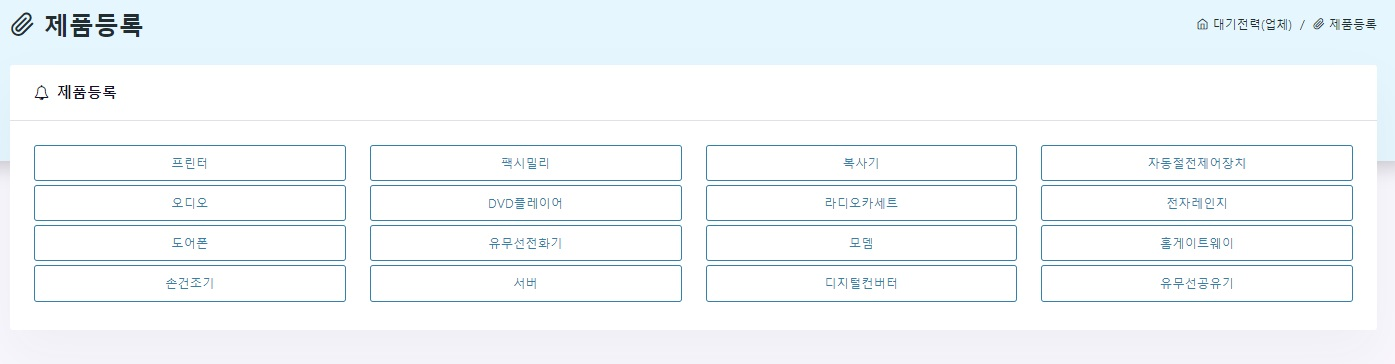 제품등록
대기전력(업체) / 제품등록
제품등록
프린터 팩시밀리 복사기 자동절전제어장치
오디오 DVD플레이어 라디오카세트 전자레인지
도어폰 유무선전화기 모뎀 홈게이트웨이
손건조기 서버 디지털컨버터 유무선공유기